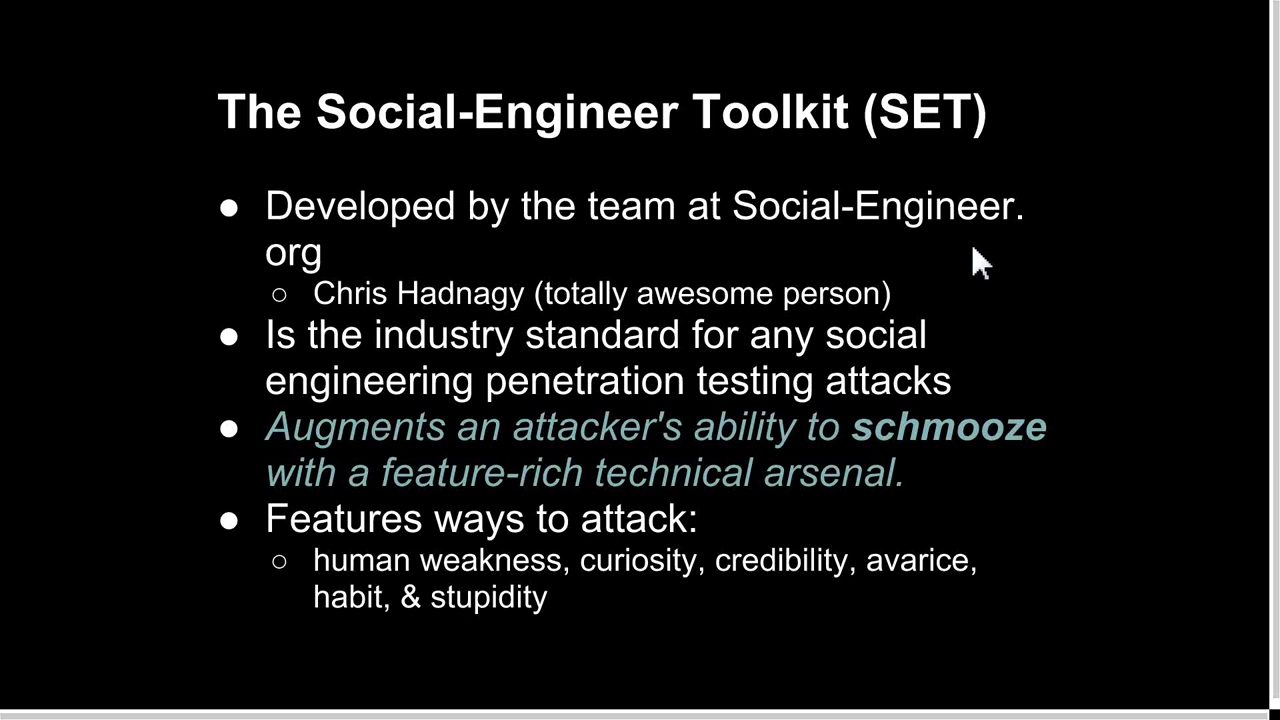 The Social-Engineer Toolkit (SET)
● Developed by the team at Social-Engineer.
org
○ Chris Hadnagy (totally awesome person)
● Is the industry standard for any social
engineering penetration testing attacks
● Augments an attacker's ability to schmooze
with a feature-rich technical arsenal.
● Features ways to attack:
○ human weakness, curiosity, credibility, avarice,
habit, & stupidity